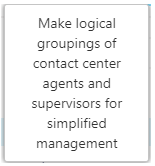 Make logical
groupings of
contact center
agents and
supervisors for
simplified
management